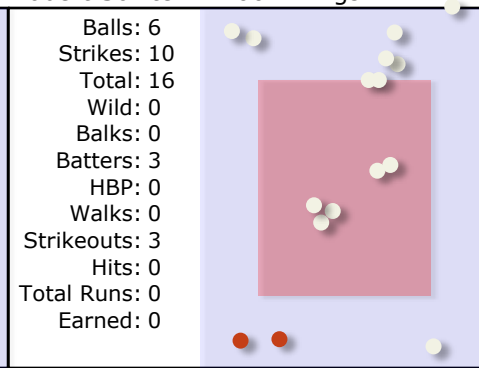 Balls: 6
Strikes: 10
Total: 16
Wild: 0
Balks: 0
Batters: 3
HBP: 0
Walks: 0
Strikeouts: 3
Hits: 0
Total Runs: 0
Earned: 0